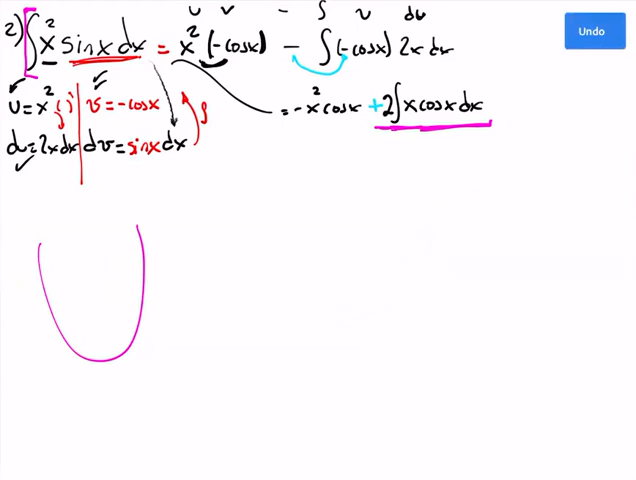 u v - ∫ v du
2) ∫ x² sinx dx = x² (-cosx) - ∫ (-cosx) 2x dx
u = x² ( )' v = -cosx
= -x² cosx + 2∫ x cosx dx
du = 2x dx dv = sinx dx ∫
U
Undo